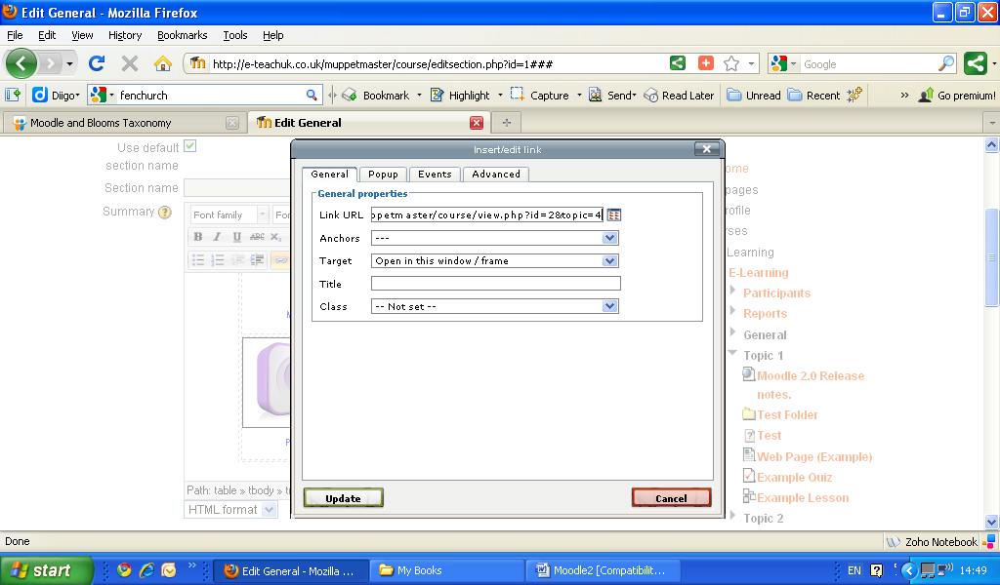 Edit General - Mozilla Firefox
File Edit View History Bookmarks Tools Help
http://e-teachuk.co.uk/muppetmaster/course/editsection.php?id=1### Google
Diigo fenchurch Bookmark Highlight Capture Send Read Later Unread Recent » Go premium!
Moodle and Blooms Taxonomy Edit General
Use default
section name
Section name
Summary
Font family
B I U ABC X
Path: table » tbody »
HTML format
Insert/edit link
General Popup Events Advanced
General properties
Link URL petmaster/course/view.php?id=2&topic=4
Anchors ---
Target Open in this window / frame
Title
Class -- Not set --
Update Cancel
ome
pages
rofile
rses
Learning
E-Learning
Participants
Reports
General
Topic 1
Moodle 2.0 Release
notes.
Test Folder
Test
Web Page (Example)
Example Quiz
Example Lesson
Topic 2
Done Zoho Notebook
start » Edit General - Mozilla ... My Books Moodle2 [Compatibilit... EN 14:49